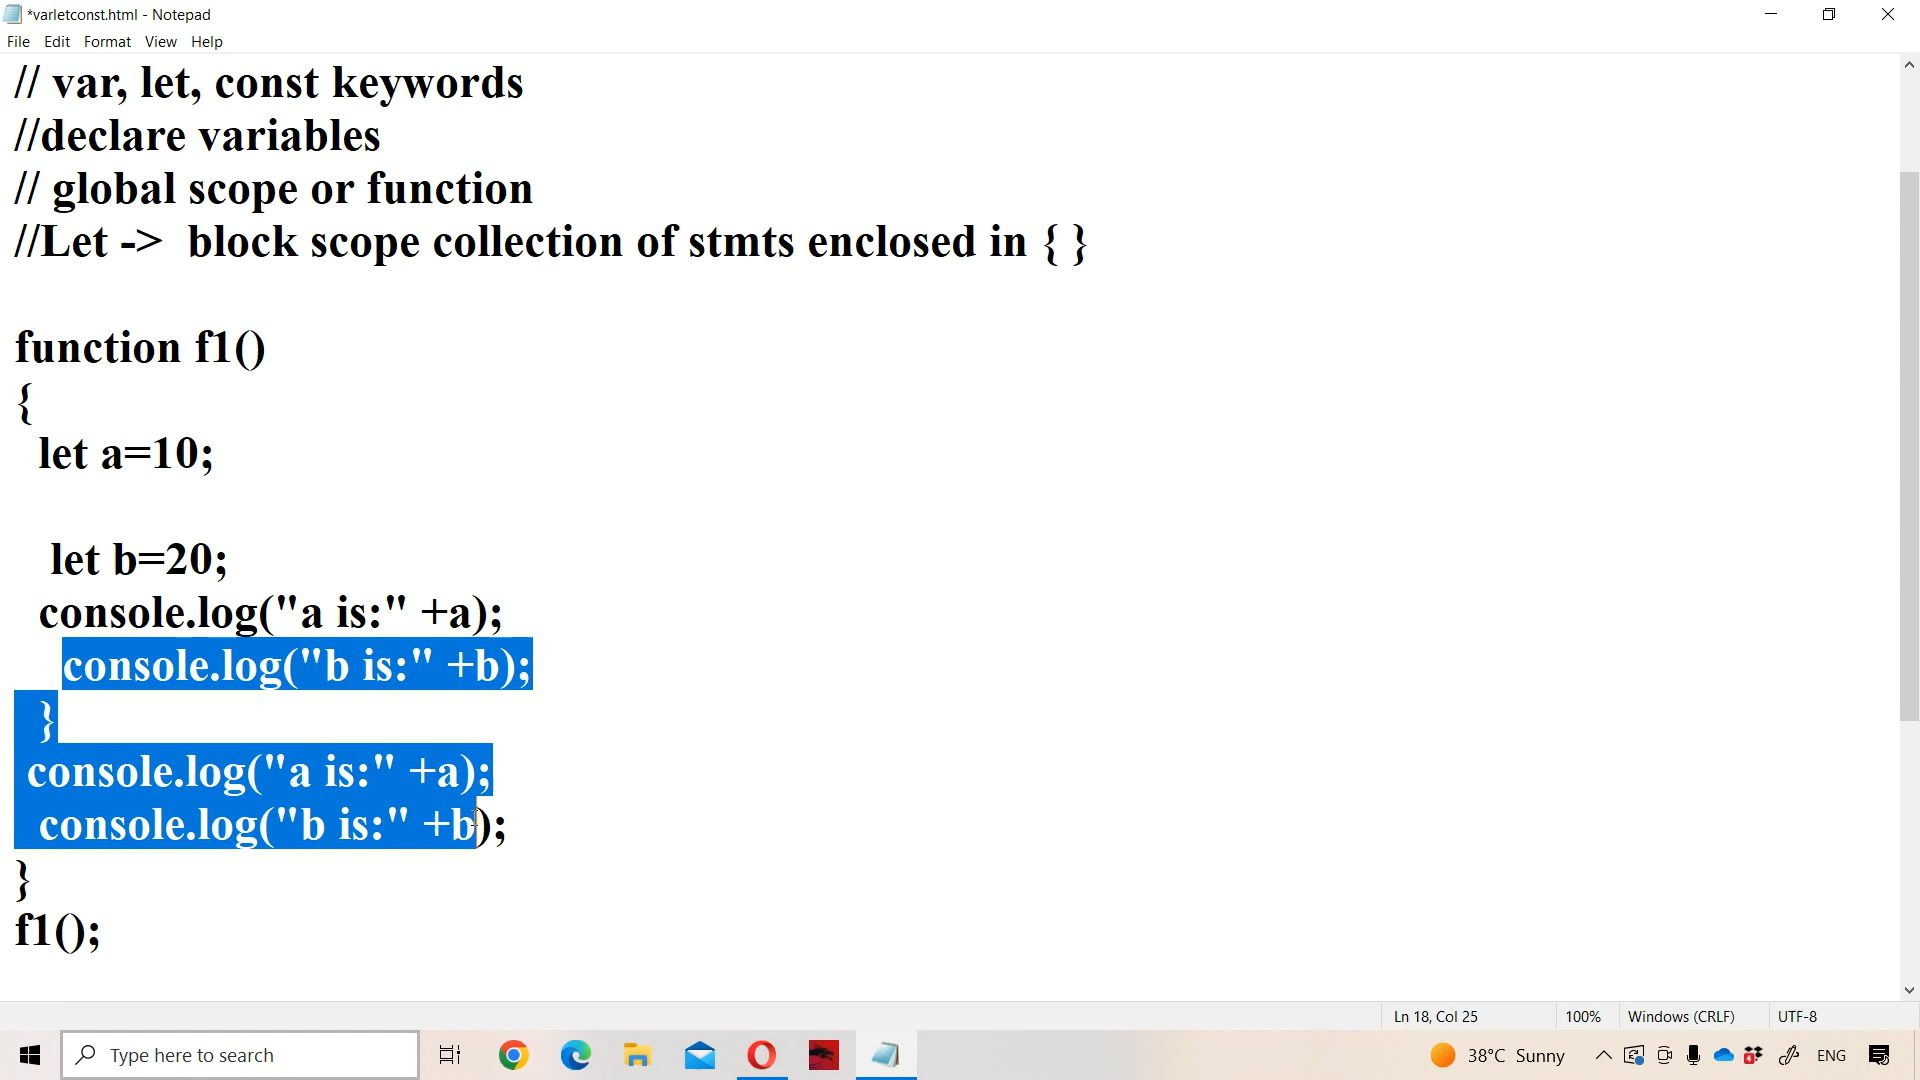 *varletconst.html - Notepad
File Edit Format View Help
// var, let, const keywords
//declare variables
// global scope or function
//Let -> block scope collection of stmts enclosed in { }
function f1()
{
let a=10;
let b=20;
console.log("a is:" +a);
console.log("b is:" +b);
}
console.log("a is:" +a);
console.log("b is:" +b);
}
f1();
Ln 18, Col 25 100% Windows (CRLF) UTF-8
Type here to search 38°C Sunny ENG